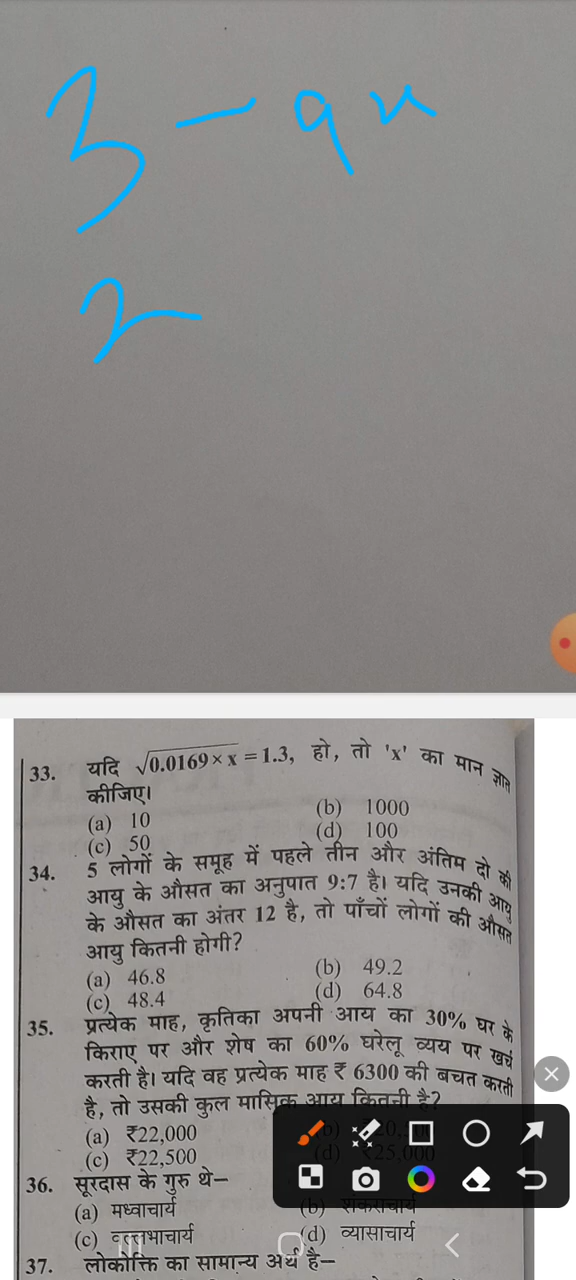 3 - 9x
2
33. यदि √0.0169 × x = 1.3, हो, तो 'x' का मान ज्ञात
कीजिए।
(a) 10 (b) 1000
(c) 50 (d) 100
34. 5 लोगों के समूह में पहले तीन और अंतिम दो की
आयु के औसत का अनुपात 9:7 है। यदि उनकी आयु
के औसत का अंतर 12 है, तो पाँचों लोगों की औसत
आयु कितनी होगी?
(a) 46.8 (b) 49.2
(c) 48.4 (d) 64.8
35. प्रत्येक माह, कृतिका अपनी आय का 30% घर के
किराए पर और शेष का 60% घरेलू व्यय पर खर्च
करती है। यदि वह प्रत्येक माह ₹ 6300 की बचत करती
है, तो उसकी कुल मासिक आय कितनी है?
(a) ₹22,000 (b)
(c) ₹22,500 (d) ₹25,000
36. सूरदास के गुरु थे–
(a) मध्वाचार्य (b) शंकराचार्य
(c) (d) व्यासाचार्य
37. लोकोक्ति का सामान्य अर्थ है–